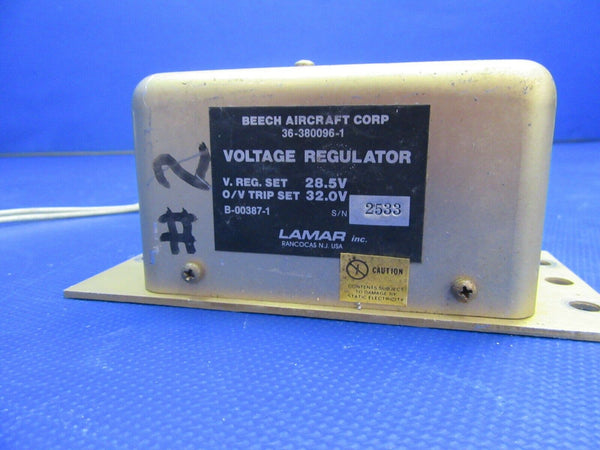 BEECH AIRCRAFT CORP
36-380096-1
VOLTAGE REGULATOR
V. REG. SET 28.5V
O/V TRIP SET 32.0V
B-00387-1 S/N 2533
LAMAR inc.
RANCOCAS N.J. USA
#2
CAUTION
CONTENTS SUBJECT
TO DAMAGE BY
STATIC ELECTRICITY